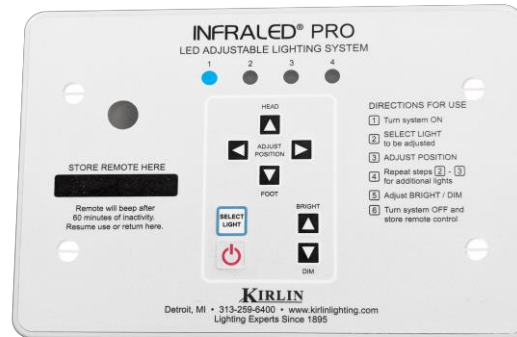 INFRALED® PRO
LED ADJUSTABLE LIGHTING SYSTEM
1 2 3 4
HEAD
ADJUST
POSITION
FOOT
STORE REMOTE HERE
Remote will beep after
60 minutes of inactivity.
Resume use or return here.
SELECT
LIGHT
BRIGHT
DIM
DIRECTIONS FOR USE
1 Turn system ON
2 SELECT LIGHT
to be adjusted
3 ADJUST POSITION
4 Repeat steps 2 - 3
for additional lights
5 Adjust BRIGHT / DIM
6 Turn system OFF and
store remote control
KIRLIN
Detroit, MI • 313-259-6400 • www.kirlinlighting.com
Lighting Experts Since 1895